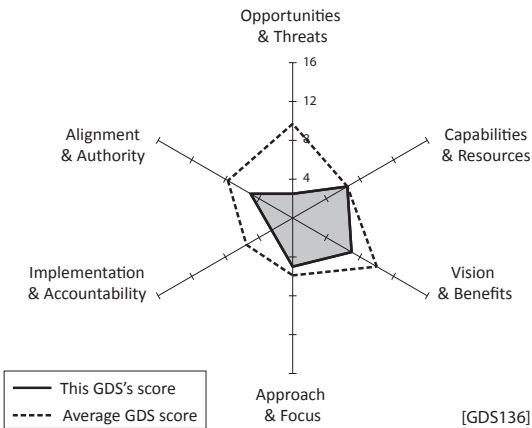 Opportunities
& Threats
16
12
8
4
Alignment
& Authority
Capabilities
& Resources
Implementation
& Accountability
Vision
& Benefits
Approach
& Focus
This GDS's score
Average GDS score
[GDS136]